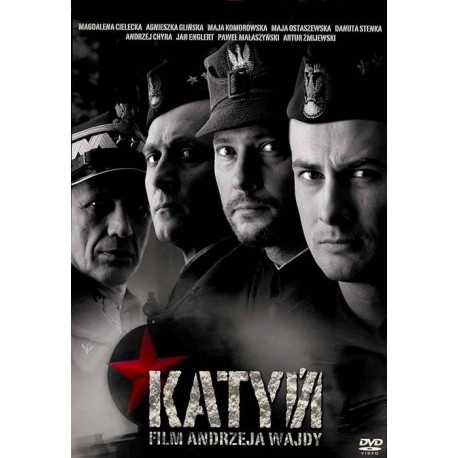 MAGDALENA CIELECKA AGNIESZKA GLIŃSKA MAJA KOMOROWSKA MAJA OSTASZEWSKA DANUTA STENKA
ANDRZEJ CHYRA JAN ENGLERT PAWEŁ MAŁASZYŃSKI ARTUR ŻMIJEWSKI
KATYŃ
FILM ANDRZEJA WAJDY
DVD
VIDEO